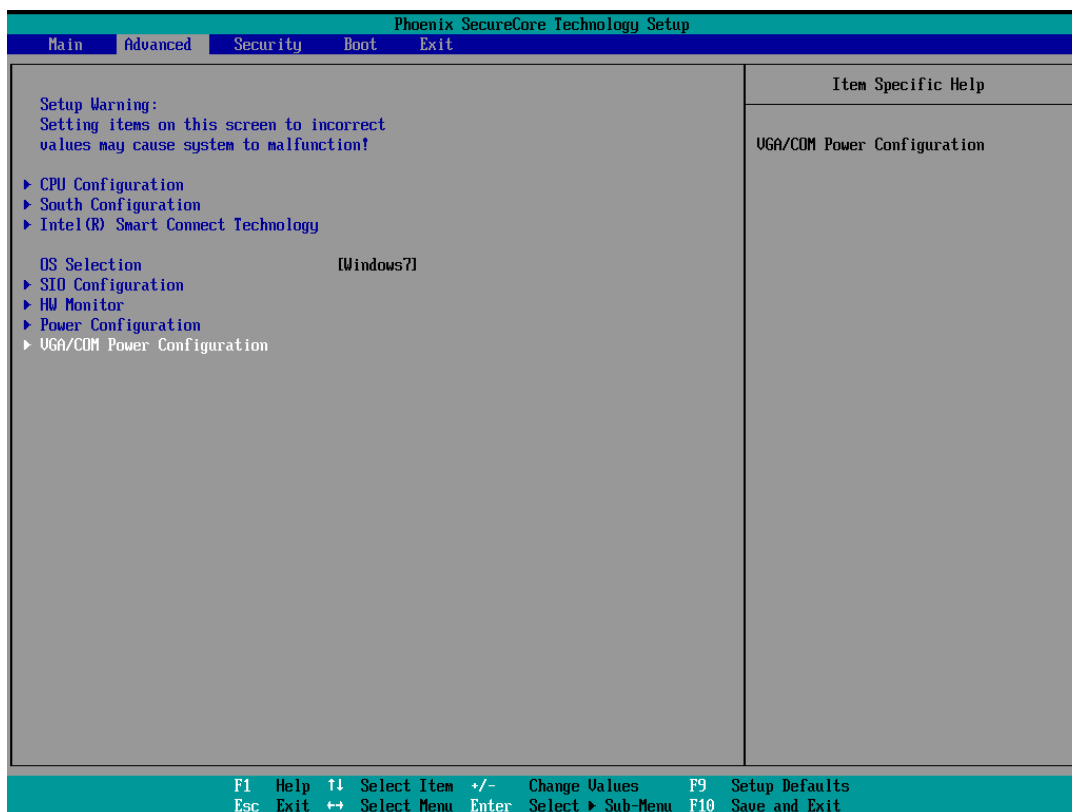 Phoenix SecureCore Technology Setup
Main Advanced Security Boot Exit
Item Specific Help
Setup Warning:
Setting items on this screen to incorrect
values may cause system to malfunction!
VGA/COM Power Configuration
▶ CPU Configuration
▶ South Configuration
▶ Intel(R) Smart Connect Technology
OS Selection [Windows7]
▶ SIO Configuration
▶ HW Monitor
▶ Power Configuration
▶ VGA/COM Power Configuration
F1 Help ↑↓ Select Item +/- Change Values F9 Setup Defaults
Esc Exit ↔ Select Menu Enter Select ▶ Sub-Menu F10 Save and Exit